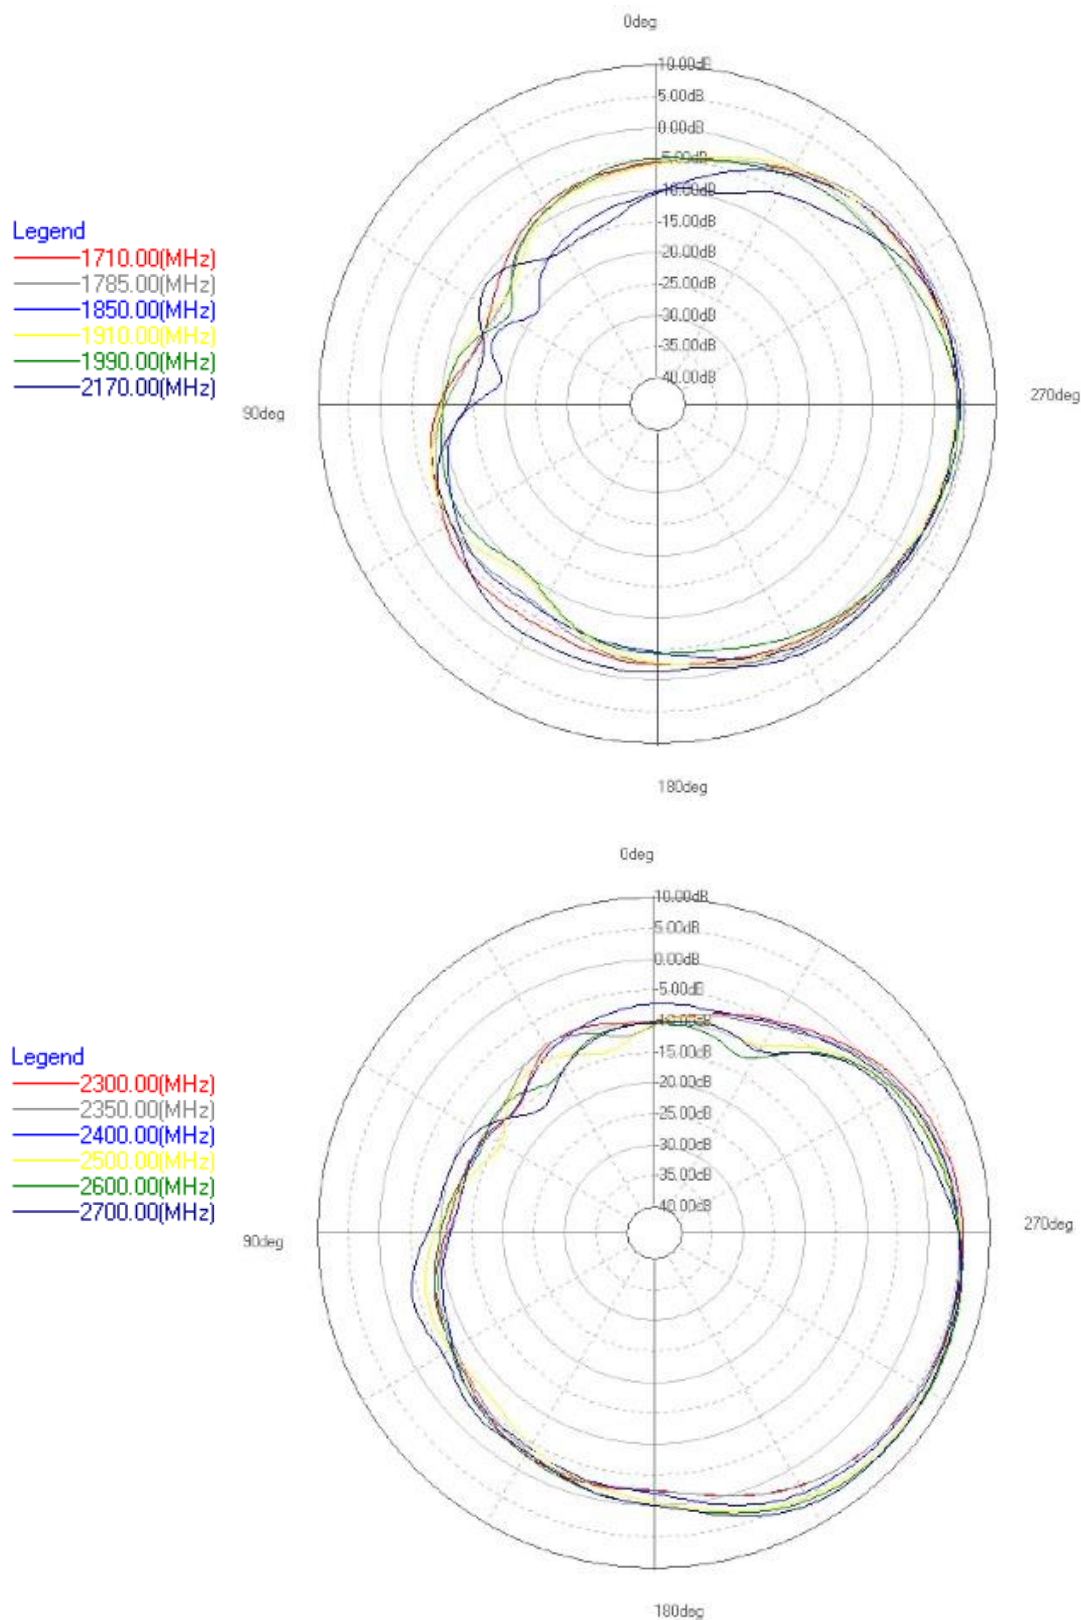 0deg
10.00dB
5.00dB
0.00dB
-5.00dB
-10.00dB
-15.00dB
-20.00dB
-25.00dB
-30.00dB
-35.00dB
40.00dB
Legend
1710.00(MHz)
1785.00(MHz)
1850.00(MHz)
1910.00(MHz)
1990.00(MHz)
2170.00(MHz)
90deg
270deg
180deg
0deg
10.00dB
5.00dB
0.00dB
-5.00dB
-10.00dB
-15.00dB
-20.00dB
-25.00dB
-30.00dB
-35.00dB
40.00dB
Legend
2300.00(MHz)
2350.00(MHz)
2400.00(MHz)
2500.00(MHz)
2600.00(MHz)
2700.00(MHz)
90deg
270deg
180deg